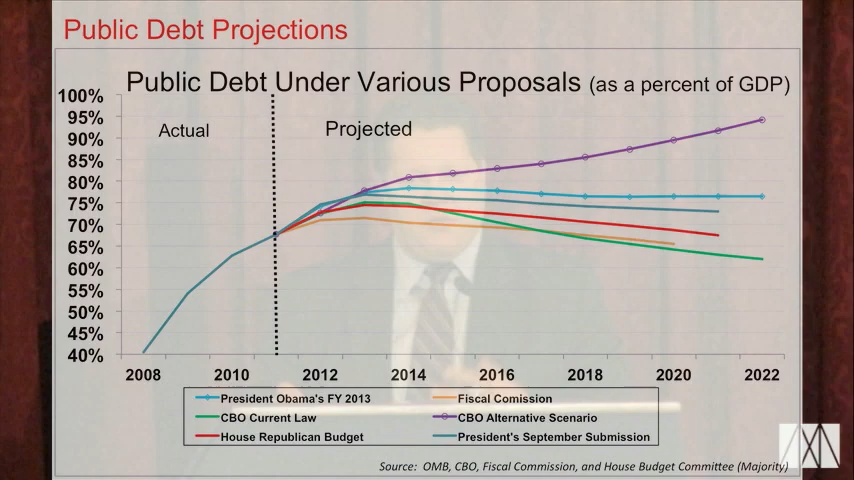 Public Debt Projections
Public Debt Under Various Proposals (as a percent of GDP)
100%
95%
90%
85%
80%
75%
70%
65%
60%
55%
50%
45%
40%
Actual
Projected
2008 2010 2012 2014 2016 2018 2020 2022
President Obama's FY 2013 Fiscal Comission
CBO Current Law CBO Alternative Scenario
House Republican Budget President's September Submission
Source: OMB, CBO, Fiscal Commission, and House Budget Committee (Majority)